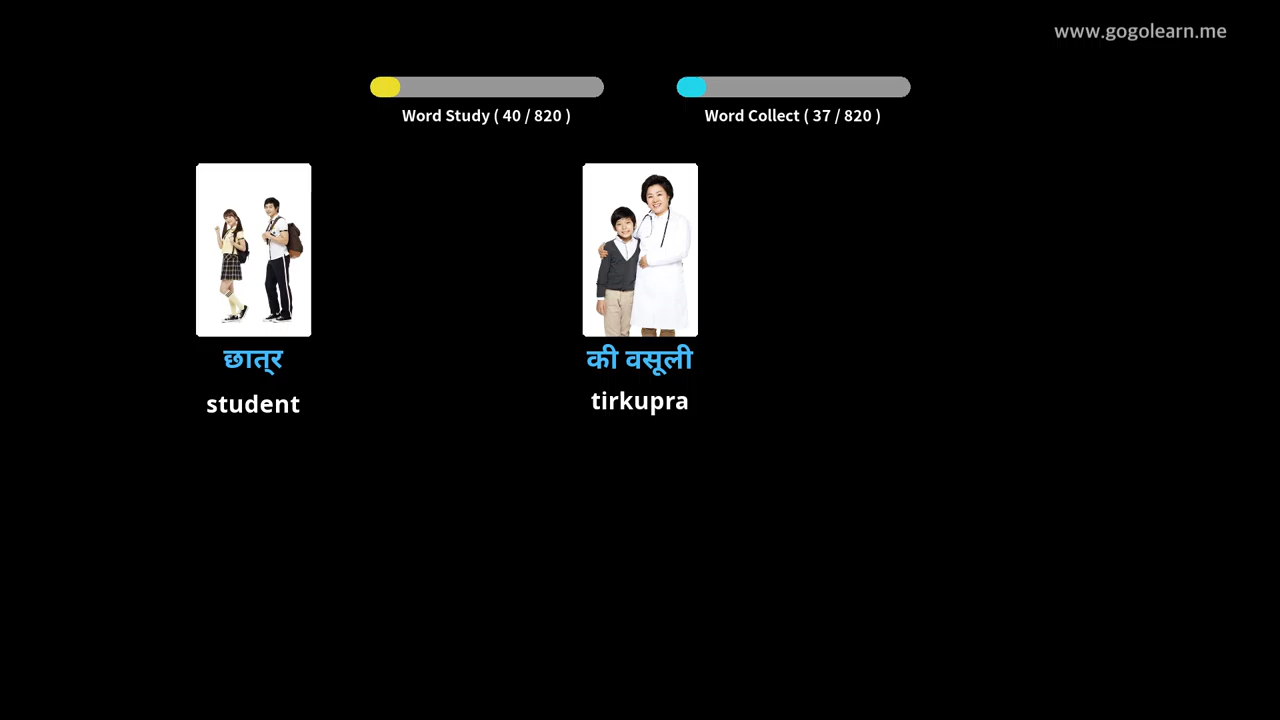 www.gogolearn.me
Word Study ( 40 / 820 )
Word Collect ( 37 / 820 )
छात्र
student
की वसूली
tirkupra